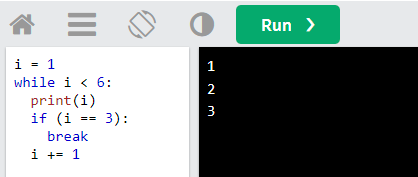 Run ❯
i = 1
while i < 6:
  print(i)
  if (i == 3):
    break
  i += 1
1
2
3